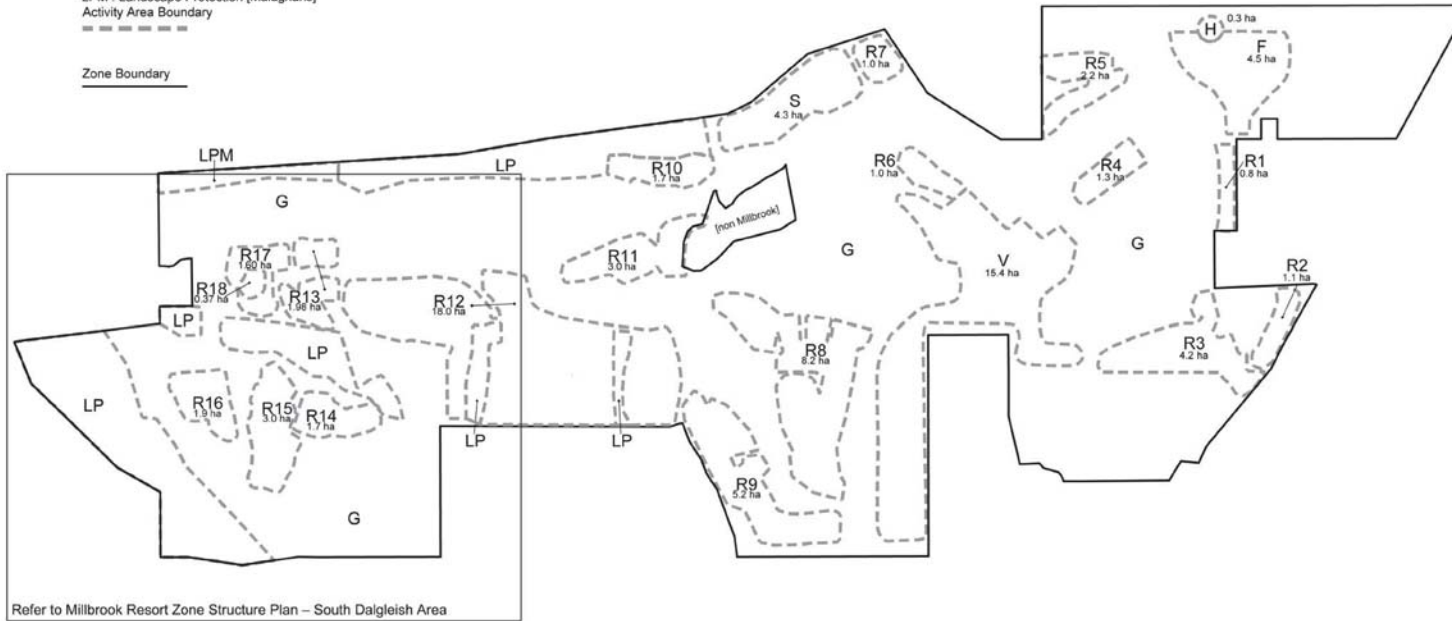 Activity Area Boundary
Zone Boundary
H
0.3 ha
F
4.5 ha
R7
1.0 ha
R5
2.2 ha
S
4.3 ha
LPM
LP
R10
1.7 ha
R6
1.0 ha
R4
1.3 ha
R1
0.8 ha
G
[non Millbrook]
R17
1.60 ha
R11
3.0 ha
G
V
15.4 ha
G
R18
0.37 ha
R13
1.98 ha
R12
18.0 ha
R2
1.1 ha
LP
LP
R8
8.2 ha
R3
4.2 ha
LP
R16
1.9 ha
R15
3.0 ha
R14
1.7 ha
LP
LP
R9
5.2 ha
G
Refer to Millbrook Resort Zone Structure Plan – South Dalgleish Area